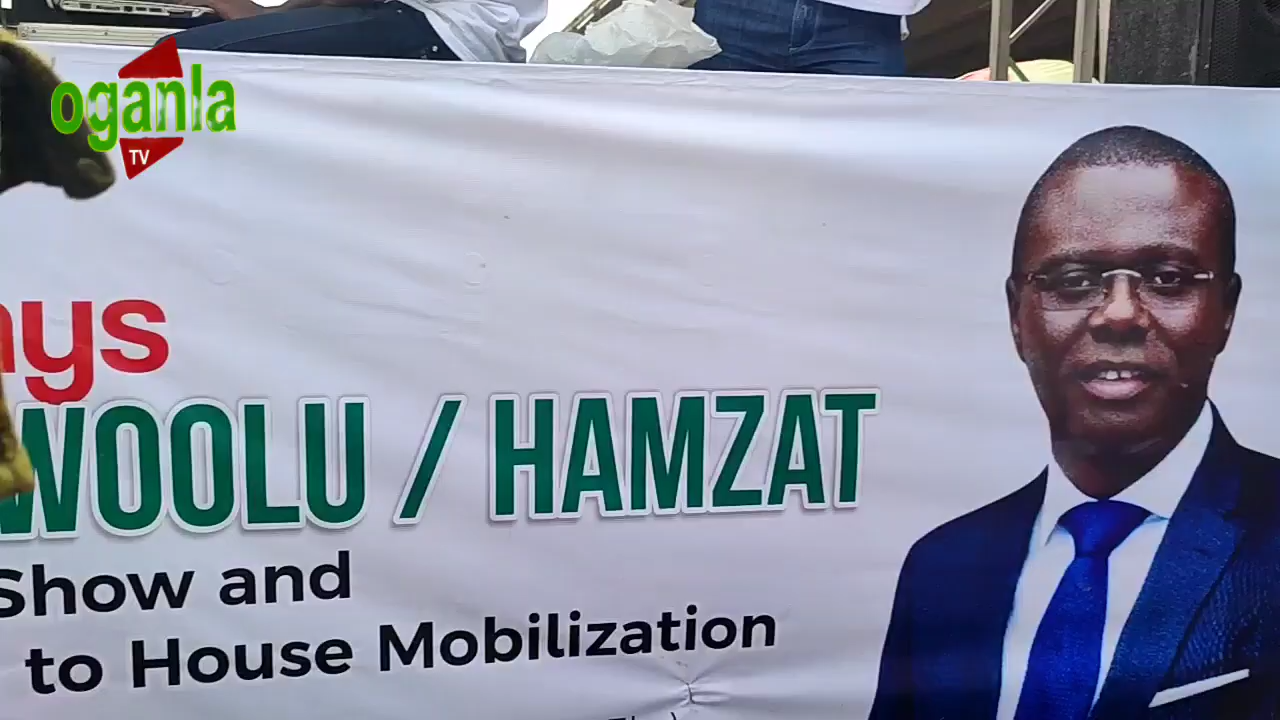 oganla
TV
ays
WOOLU / HAMZAT
Show and
to House Mobilization